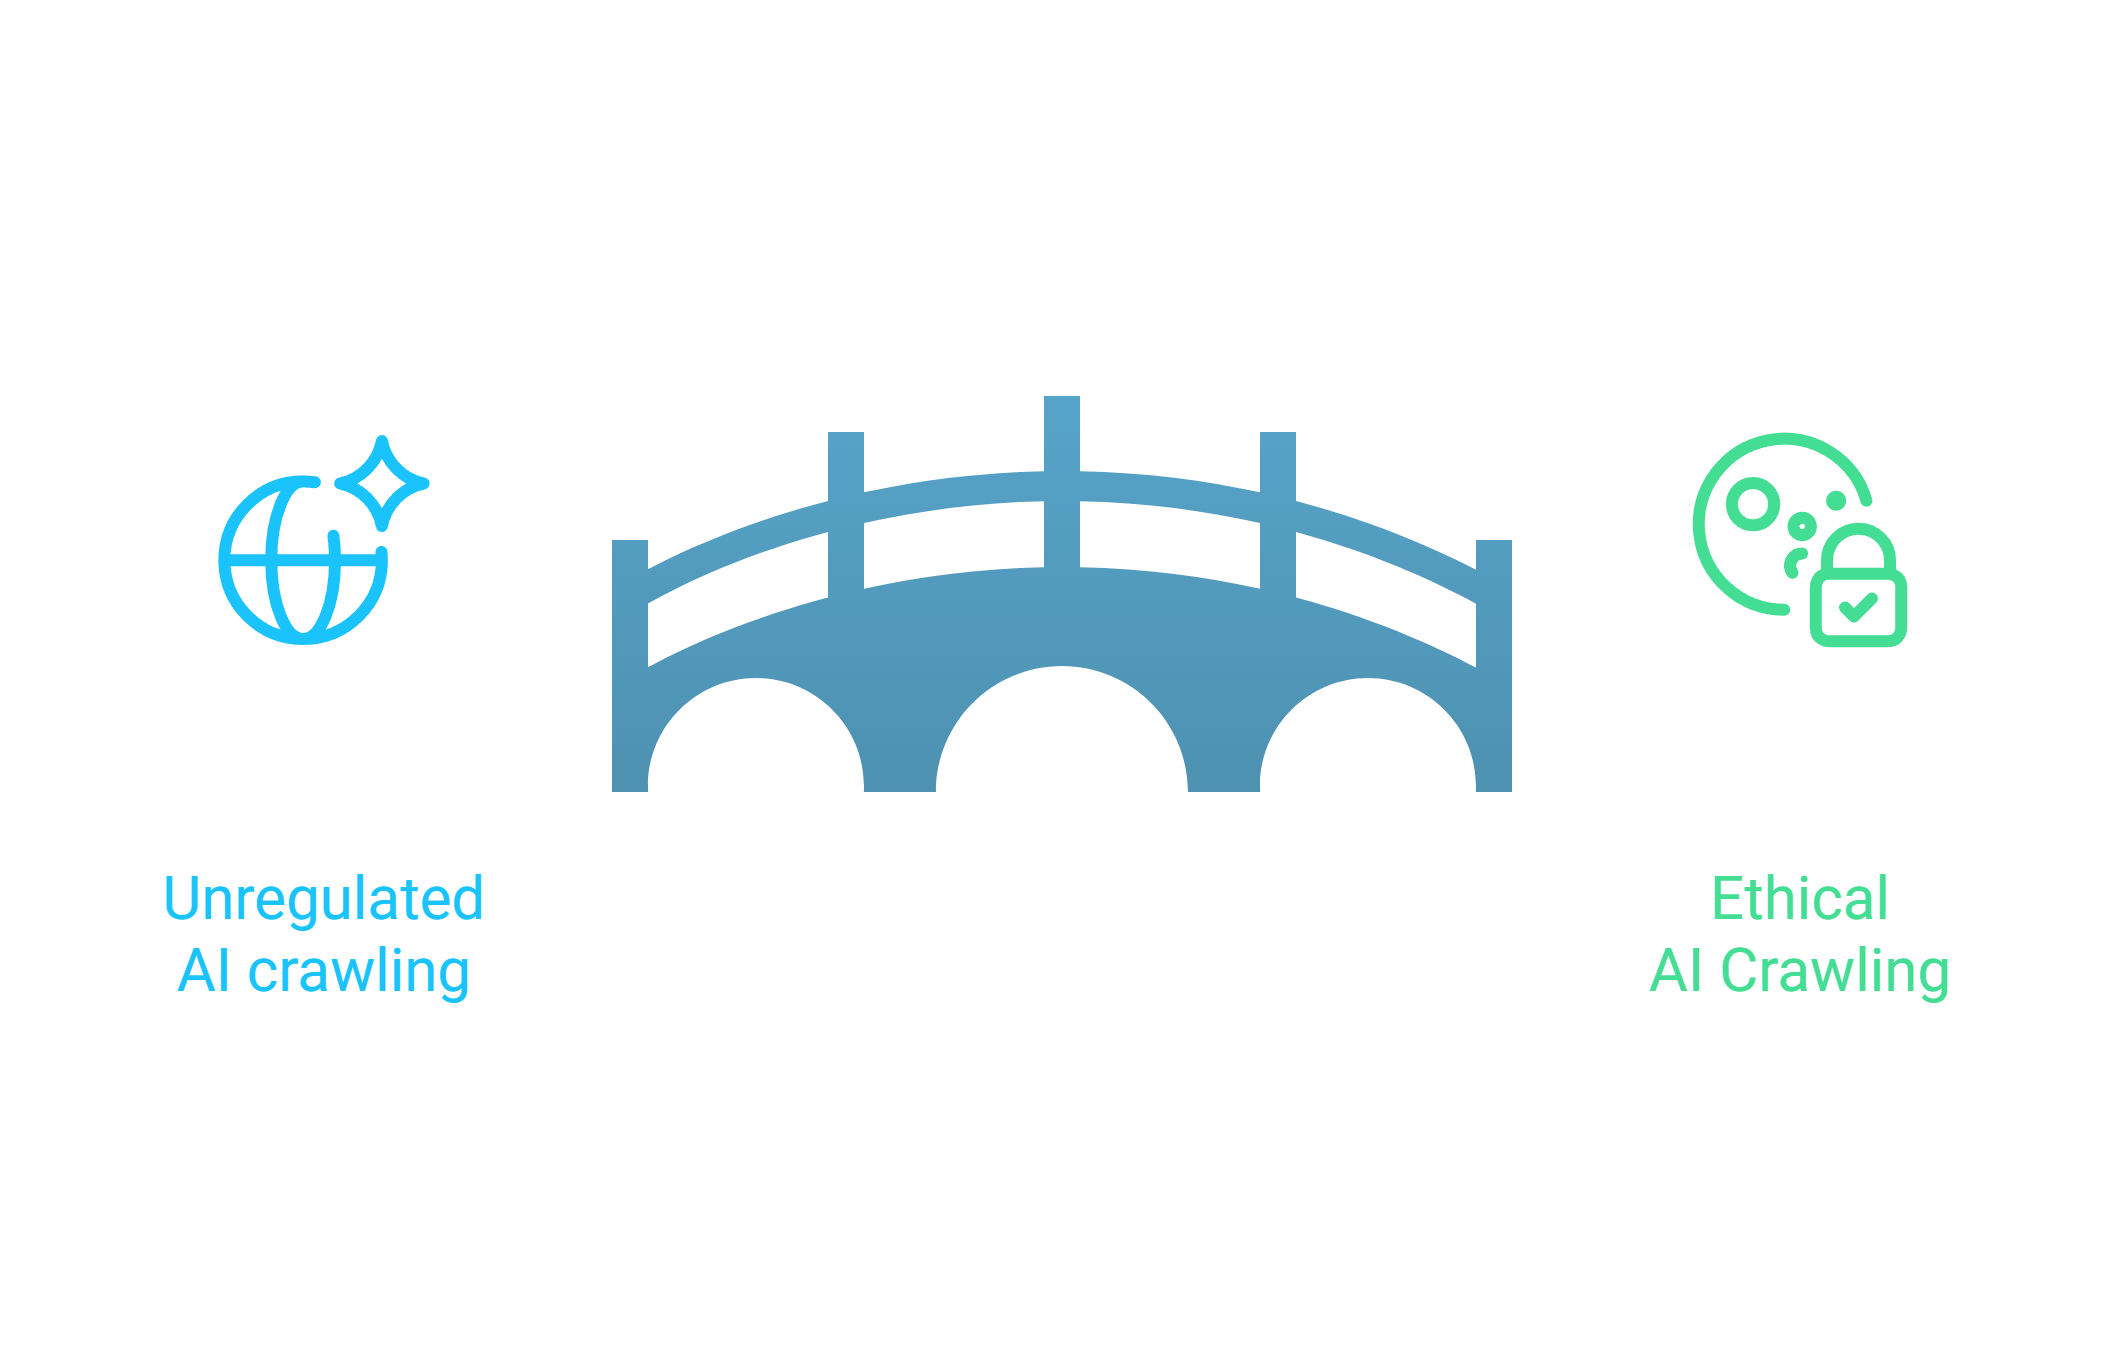 Unregulated
AI crawling
Ethical
AI Crawling